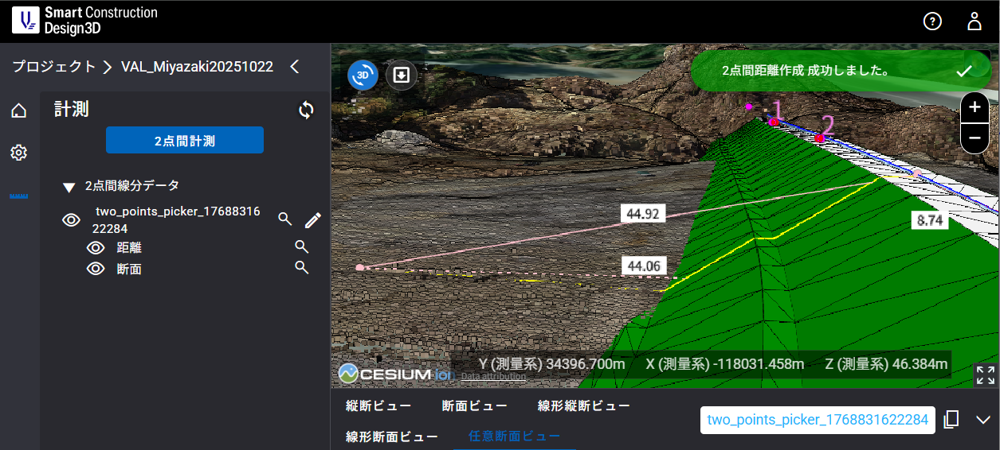 Smart Construction
Design3D
?
プロジェクト
VAL_Miyazaki20251022
計測
2点間計測
2点間線分データ
two_points_picker_17688316
22284
距離
断面
3D
2点間距離作成 成功しました。
+
−
1
2
44.92
8.74
44.06
Y (測量系) 34396.700m
X (測量系) -118031.458m
Z (測量系) 46.384m
CESIUM ion
Data attribution
縦断ビュー
断面ビュー
線形縦断ビュー
線形断面ビュー
任意断面ビュー
two_points_picker_1768831622284